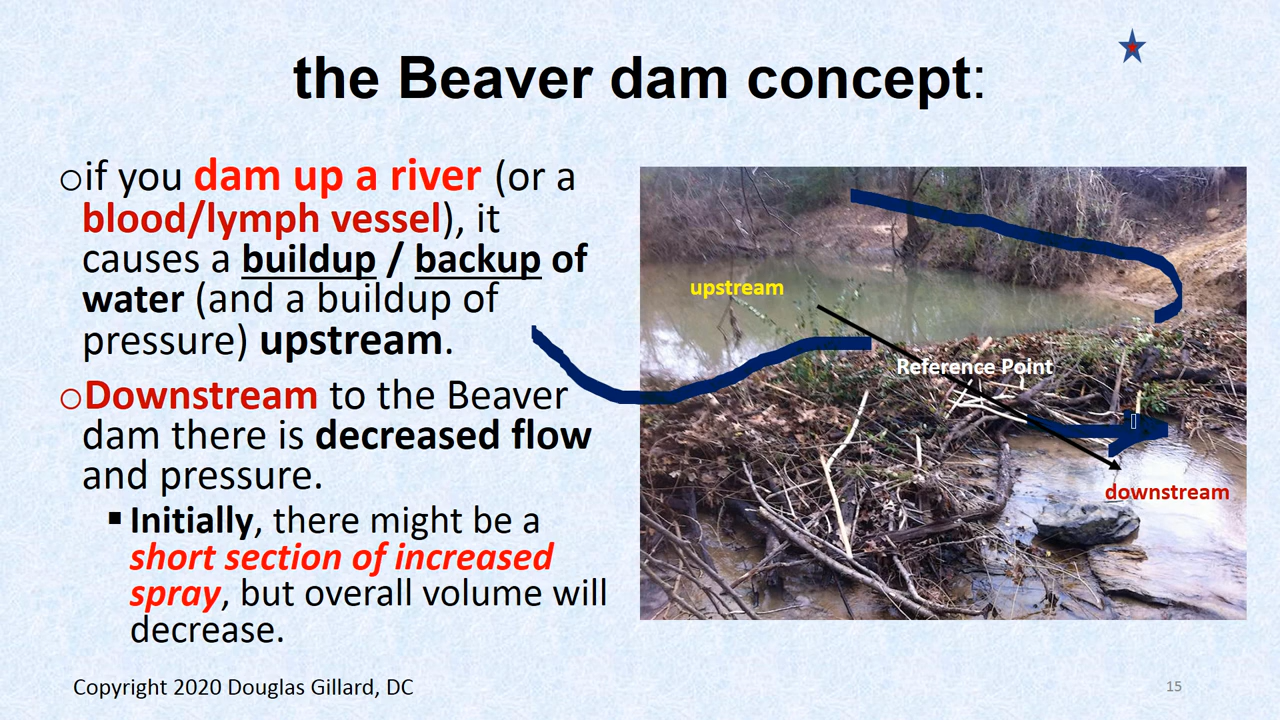 the Beaver dam concept:
if you dam up a river (or a
blood/lymph vessel), it
causes a buildup / backup of
water (and a buildup of
pressure) upstream.
Downstream to the Beaver
dam there is decreased flow
and pressure.
Initially, there might be a
short section of increased
spray, but overall volume will
decrease.
upstream
Reference Point
downstream
Copyright 2020 Douglas Gillard, DC
15